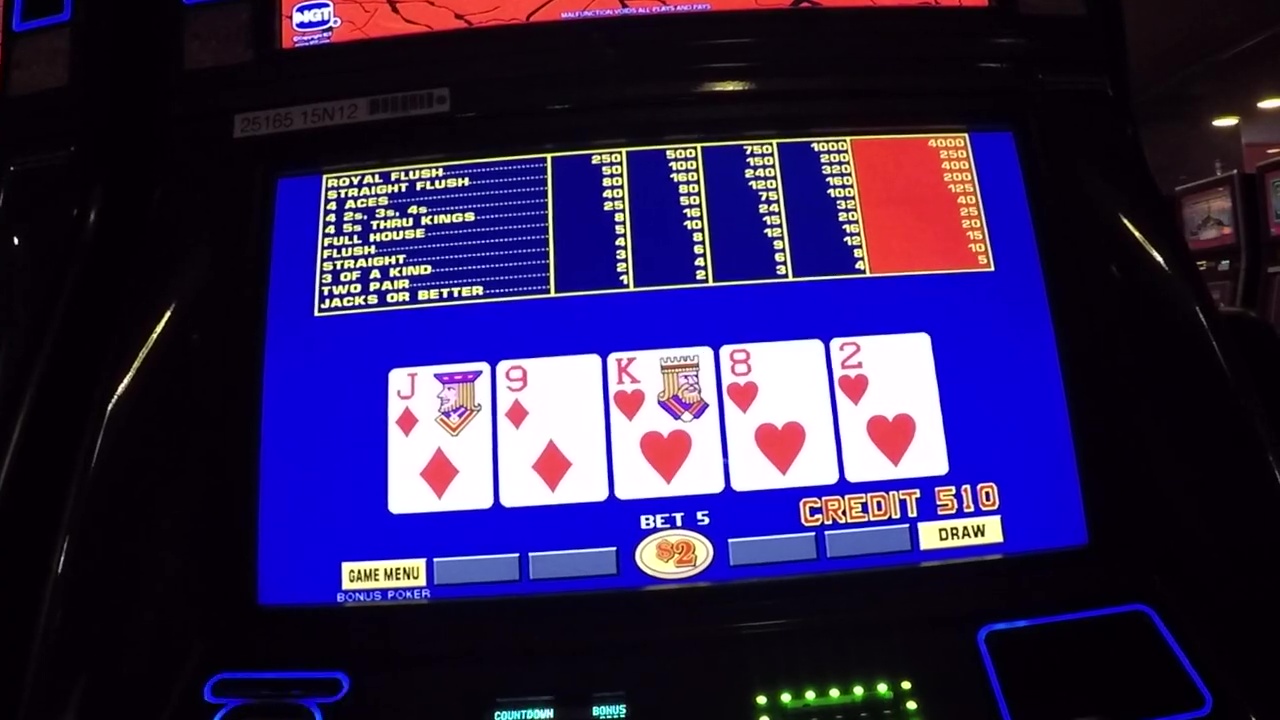 IGT
MALFUNCTION VOIDS ALL PLAYS AND PAYS
25165 15N12
ROYAL FLUSH 250 500 750 1000 4000
STRAIGHT FLUSH 50 100 150 200 250
4 ACES 80 160 240 320 400
4 2s, 3s, 4s 40 80 120 160 200
4 5s THRU KINGS 25 50 75 100 125
FULL HOUSE 8 16 24 32 40
FLUSH 5 10 15 20 25
STRAIGHT 4 8 12 16 20
3 OF A KIND 3 6 9 12 15
TWO PAIR 2 4 6 8 10
JACKS OR BETTER 1 2 3 4 5
J 9 K 8 2
BET 5
CREDIT 510
GAME MENU $2 DRAW
BONUS POKER
COUNTDOWN BONUS